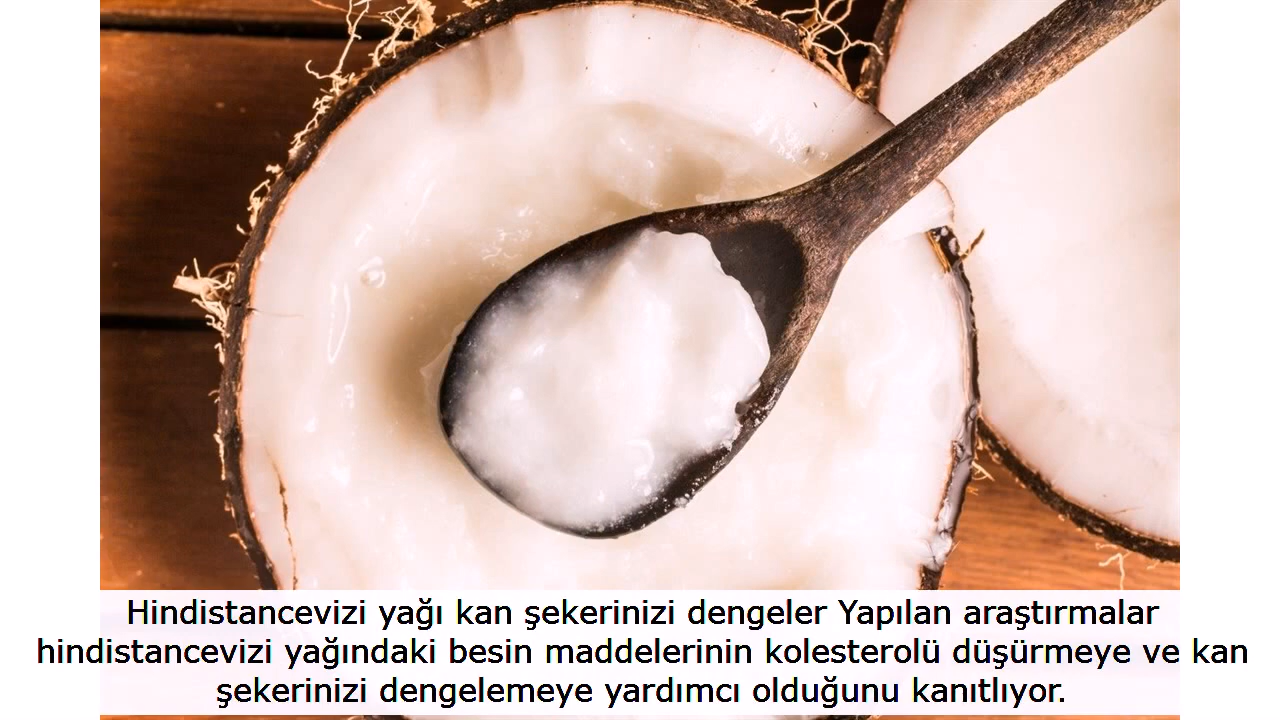 Hindistancevizi yağı kan şekerinizi dengeler Yapılan araştırmalar
hindistancevizi yağındaki besin maddelerinin kolesterolü düşürmeye ve kan
şekerinizi dengelemeye yardımcı olduğunu kanıtlıyor.